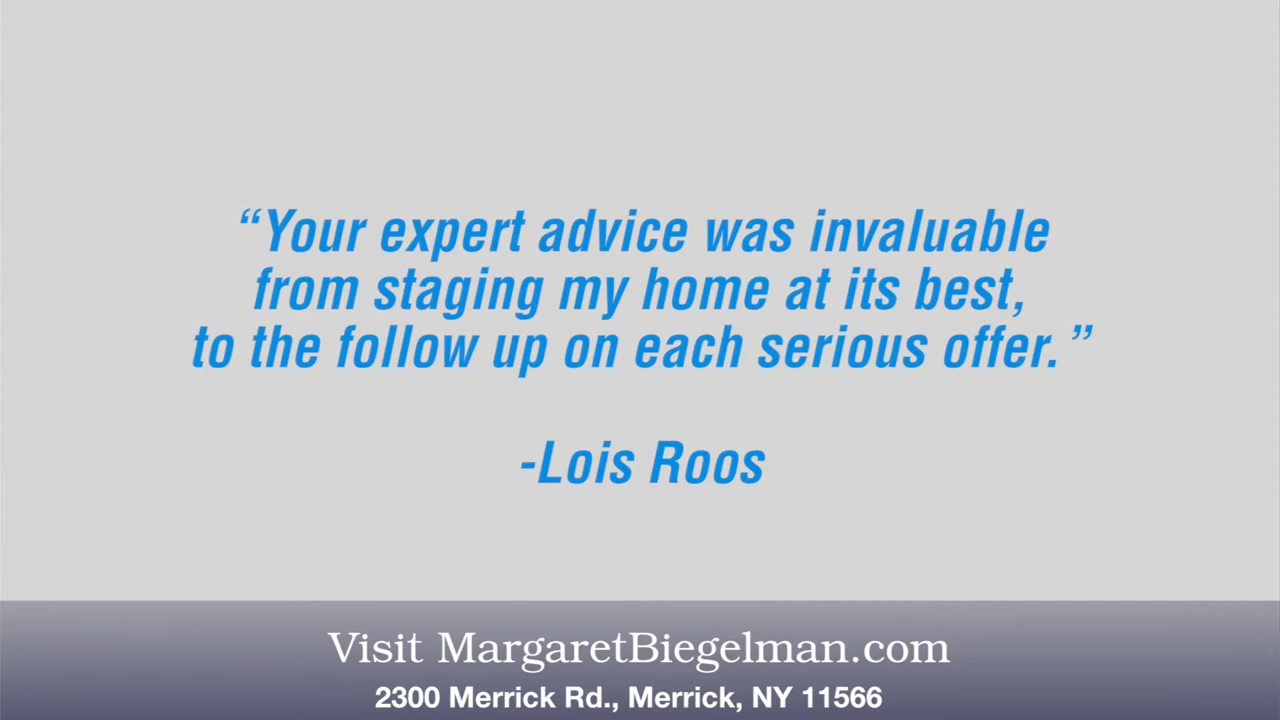 “Your expert advice was invaluable
from staging my home at its best,
to the follow up on each serious offer.”
-Lois Roos
Visit MargaretBiegelman.com
2300 Merrick Rd., Merrick, NY 11566